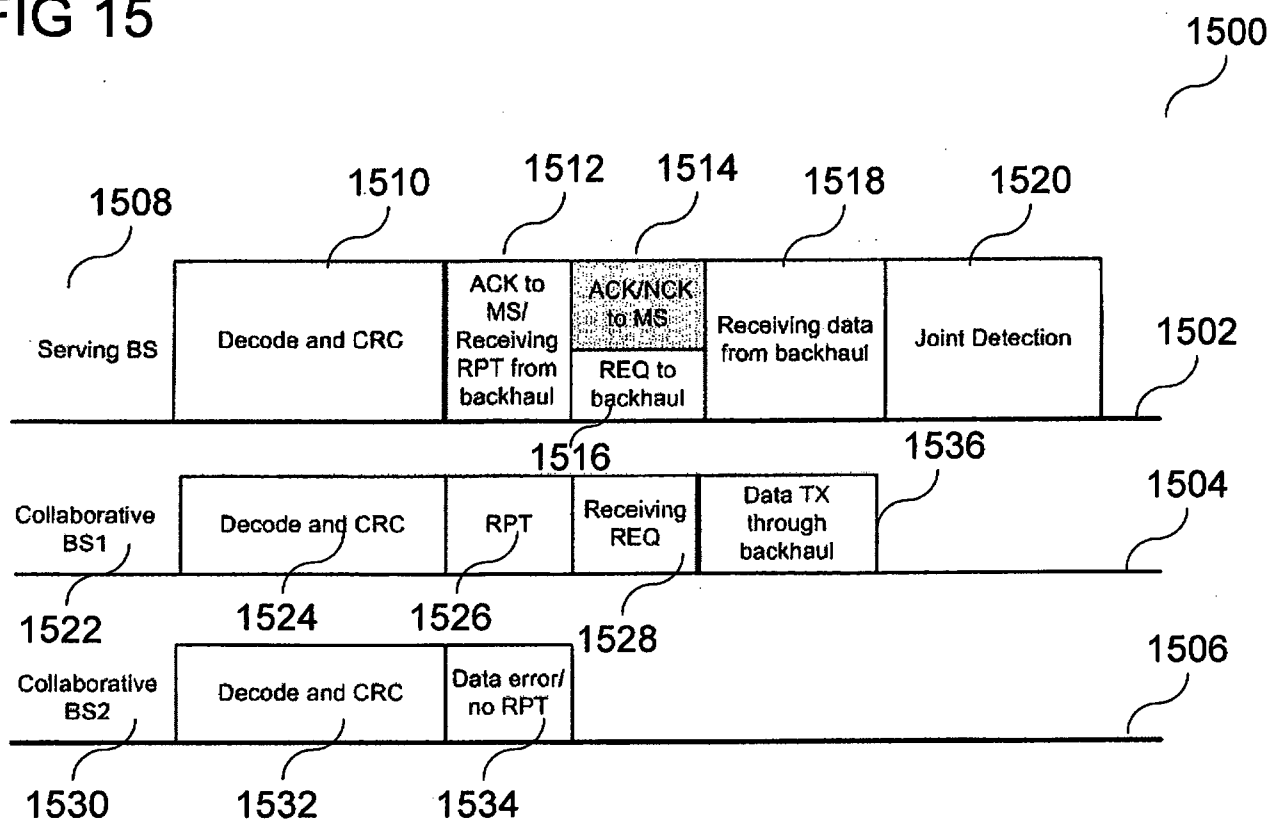 FIG 15
1500
1508
1510
1512
1514
1518
1520
Serving BS
Decode and CRC
ACK to
MS/
Receiving
RPT from
backhaul
ACK/NCK
to MS
REQ to
backhaul
Receiving data
from backhaul
Joint Detection
1502
1516
1536
Collaborative
BS1
Decode and CRC
RPT
Receiving
REQ
Data TX
through
backhaul
1504
1522
1524
1526
1528
Collaborative
BS2
Decode and CRC
Data error/
no RPT
1506
1530
1532
1534